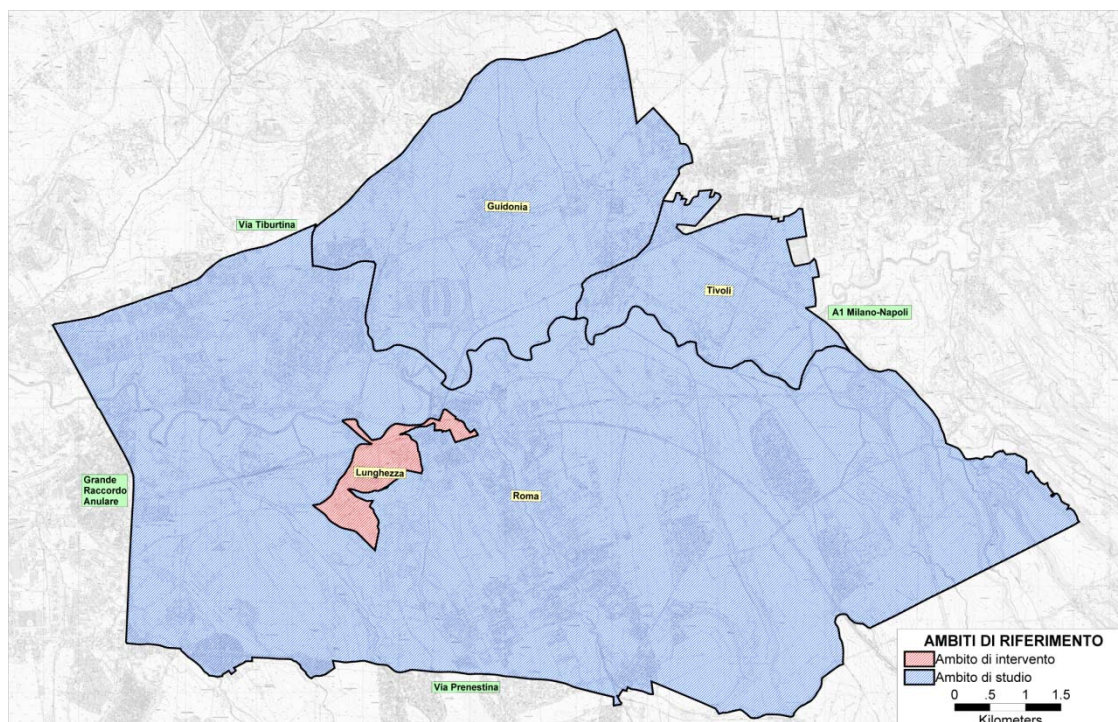 Guidonia
Via Tiburtina
Tivoli
A1 Milano-Napoli
Grande
Raccordo
Anulare
Lunghezza
Roma
Via Prenestina
AMBITI DI RIFERIMENTO
Ambito di intervento
Ambito di studio
0 .5 1 1.5
Kilometers